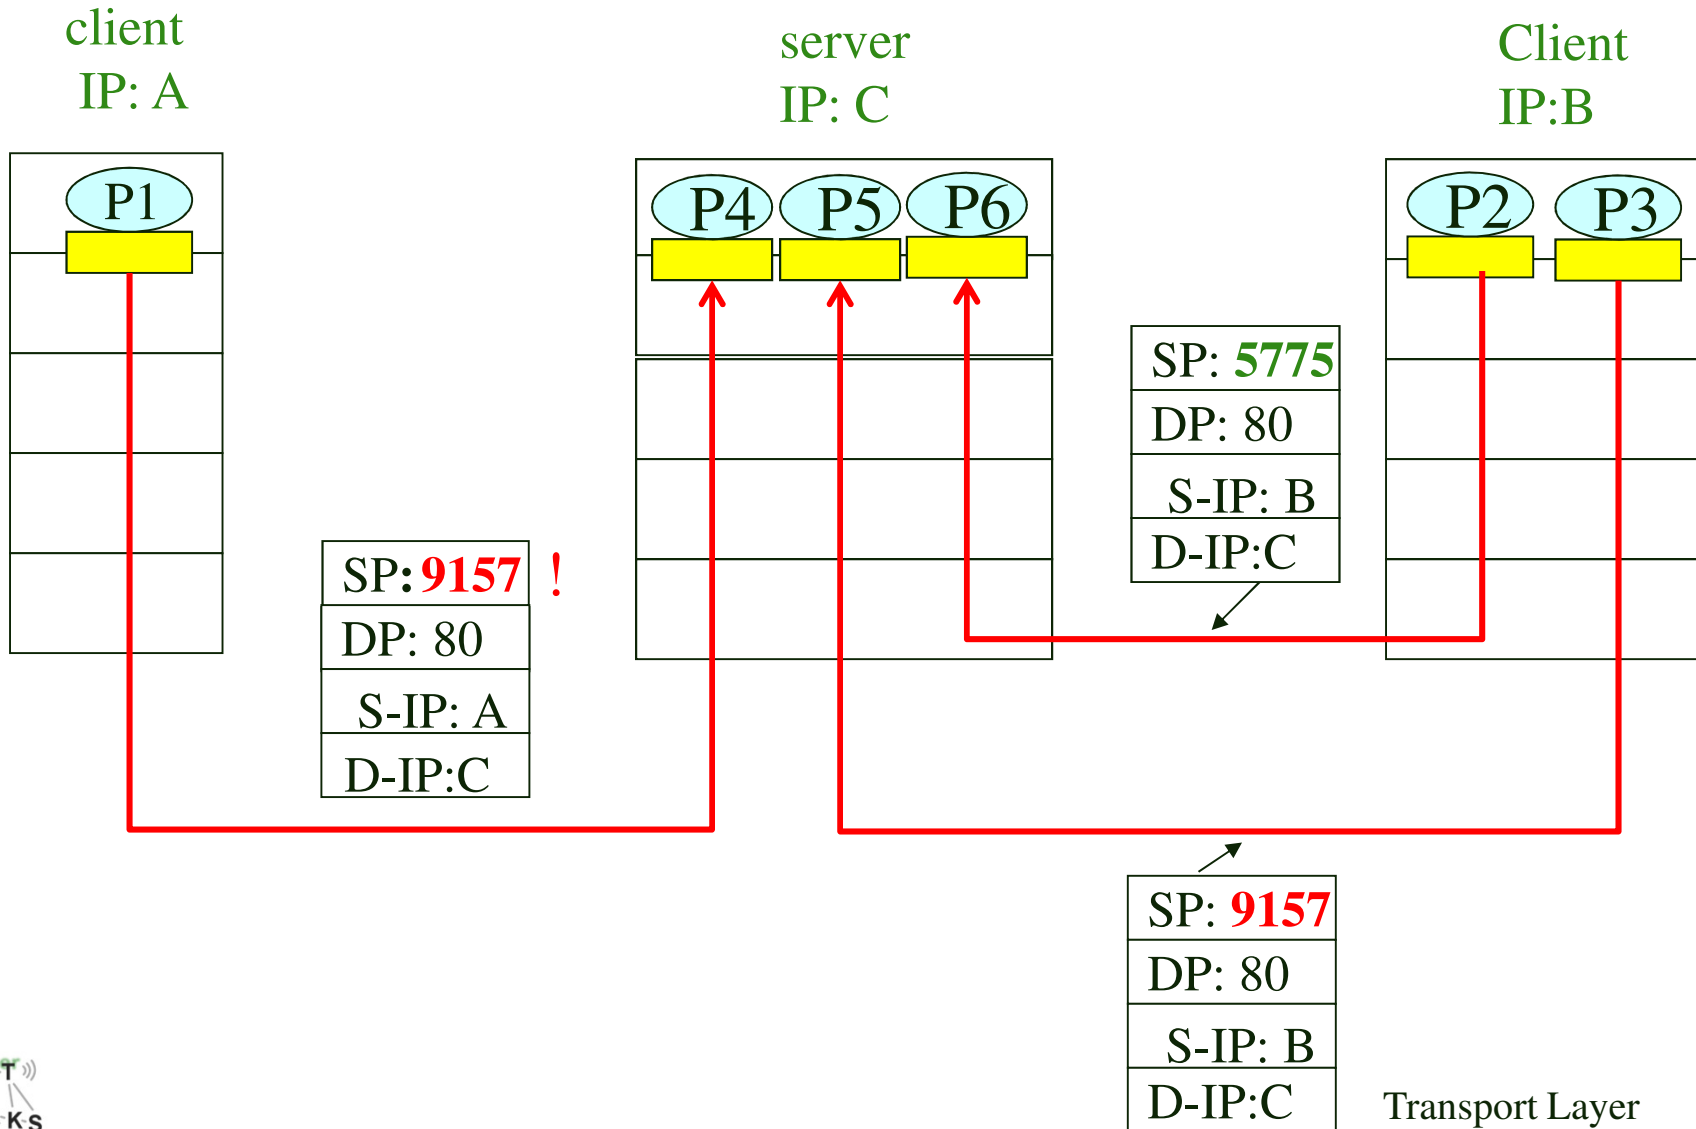 client
IP: A
server
IP: C
Client
IP:B
P1
P4
P5
P6
P2
P3
SP: 5775
DP: 80
S-IP: B
D-IP:C
SP: 9157 !
DP: 80
S-IP: A
D-IP:C
SP: 9157
DP: 80
S-IP: B
D-IP:C
Transport Layer
T
K-S